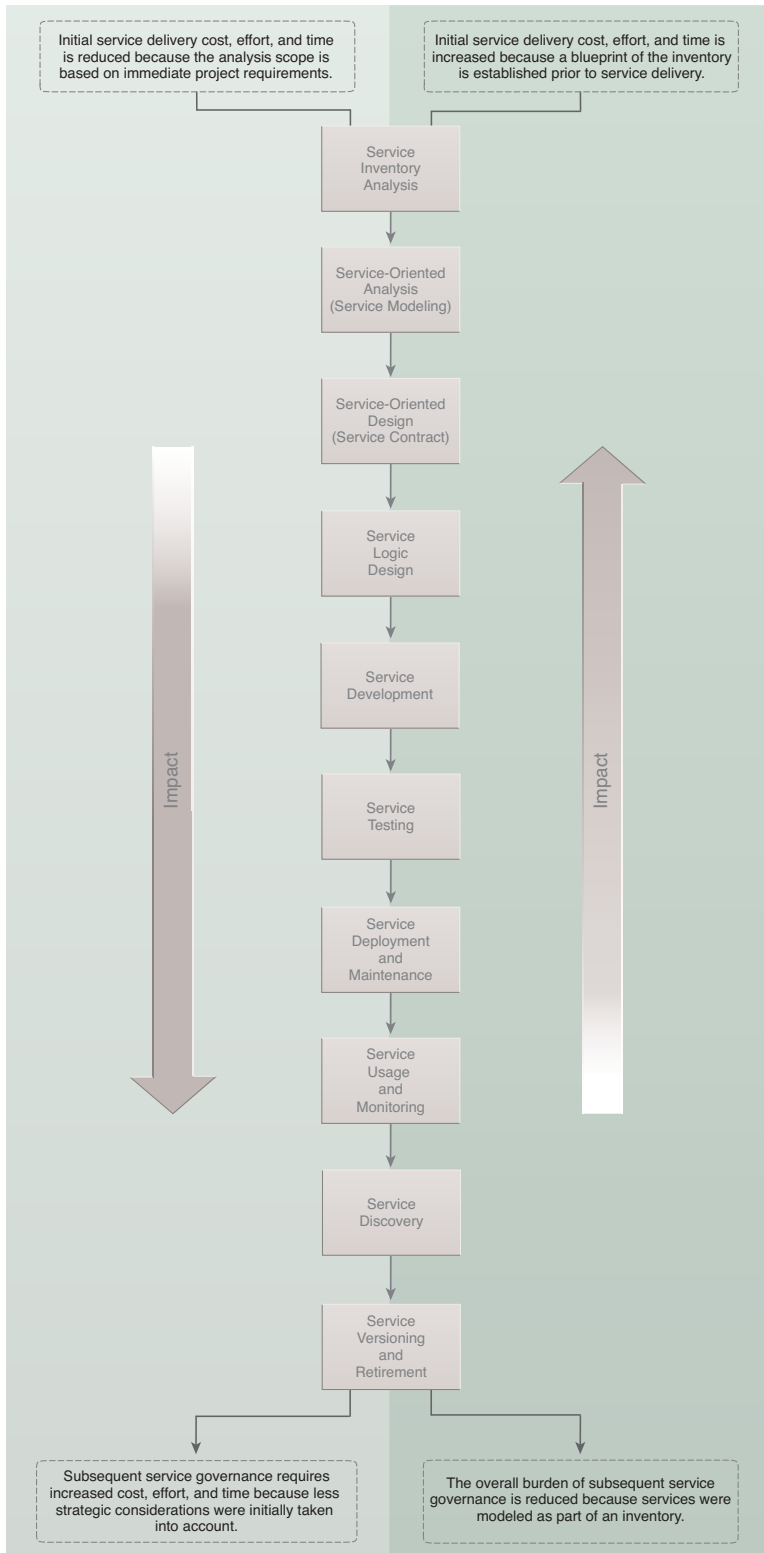 Initial service delivery cost, effort, and time
is reduced because the analysis scope is
based on immediate project requirements.
Initial service delivery cost, effort, and time is
increased because a blueprint of the inventory
is established prior to service delivery.
Service
Inventory
Analysis
Service-Oriented
Analysis
(Service Modeling)
Service-Oriented
Design
(Service Contract)
Service
Logic
Design
Service
Development
Impact
Impact
Service
Testing
Service
Deployment
and
Maintenance
Service
Usage
and
Monitoring
Service
Discovery
Service
Versioning
and
Retirement
Subsequent service governance requires
increased cost, effort, and time because less
strategic considerations were initially taken
into account.
The overall burden of subsequent service
governance is reduced because services were
modeled as part of an inventory.